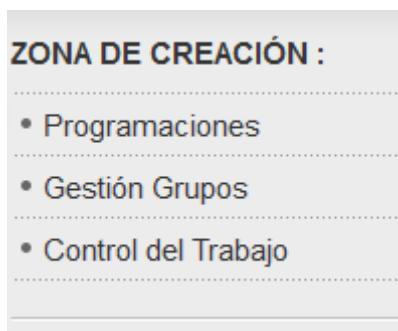 ZONA DE CREACIÓN :
• Programaciones
• Gestión Grupos
• Control del Trabajo